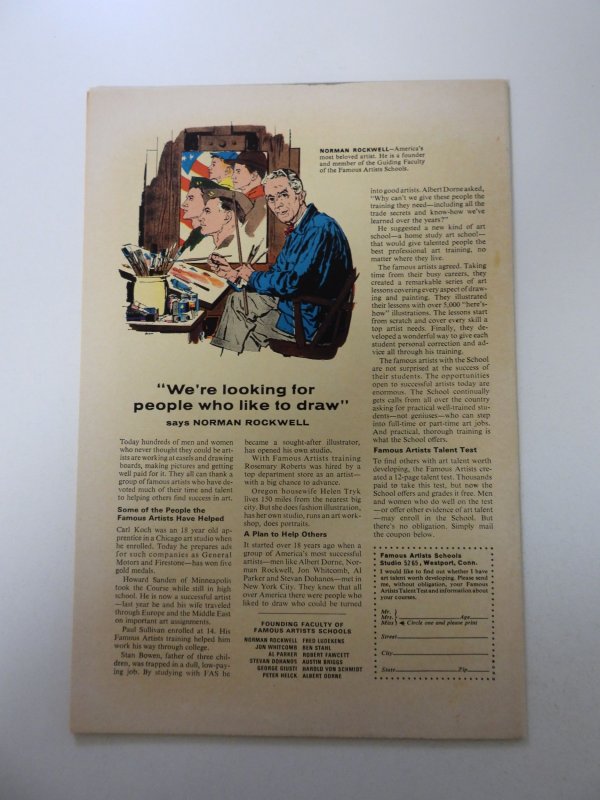 NORMAN ROCKWELL—America's
most beloved artist. He is a founder
and member of the Guiding Faculty
of the Famous Artists Schools.
"We're looking for
people who like to draw"
says NORMAN ROCKWELL
Today hundreds of men and women
who never thought they could be art-
ists are working at easels and drawing
boards, making pictures and getting
well paid for it. They all can thank a
group of famous artists who have de-
voted much of their time and talent
to helping others find success in art.
Some of the People the
Famous Artists Have Helped
Carl Koch was an 18 year old ap-
prentice in a Chicago art studio when
he enrolled. Today he prepares ads
for such companies as General
Motors and Firestone—has won five
gold medals.
Howard Sanden of Minneapolis
took the Course while still in high
school. He is now a successful artist
—last year he and his wife traveled
through Europe and the Middle East
on important art assignments.
Paul Sullivan enrolled at 14. His
Famous Artists training helped him
work his way through college.
Stan Bowen, father of three chil-
dren, was trapped in a dull, low-pay-
ing job. By studying with FAS he
became a sought-after illustrator,
has opened his own studio.
With Famous Artists training
Rosemary Roberts was hired by a
top department store as an artist—
with a big chance to advance.
Oregon housewife Helen Tryk
lives 150 miles from the nearest big
city. But she does fashion illustration,
has her own studio, runs an art work-
shop, does portraits.
A Plan to Help Others
It started over 18 years ago when a
group of America's most successful
artists—men like Albert Dorne, Nor-
man Rockwell, Jon Whitcomb, Al
Parker and Stevan Dohanos—met in
New York City. They knew that all
over America there were people who
liked to draw who could be turned
FOUNDING FACULTY OF
FAMOUS ARTISTS SCHOOLS
NORMAN ROCKWELL FRED LUDEKENS
JON WHITCOMB BEN STAHL
AL PARKER ROBERT FAWCETT
STEVAN DOHANOS AUSTIN BRIGGS
GEORGE GIUSTI HAROLD VON SCHMIDT
PETER HELCK ALBERT DORNE
into good artists. Albert Dorne asked,
"Why can't we give these people the
training they need—including all the
trade secrets and know-how we've
learned over the years?"
He suggested a new kind of art
school—a home study art school—
that would give talented people the
best professional art training, no
matter where they live.
The famous artists agreed. Taking
time from their busy careers, they
created a remarkable series of art
lessons covering every aspect of draw-
ing and painting. They illustrated
their lessons with over 5,000 "here's-
how" illustrations. The lessons start
from scratch and cover every skill a
top artist needs. Finally, they de-
veloped a wonderful way to give each
student personal correction and ad-
vice all through his training.
The famous artists with the School
are not surprised at the success of
their students. The opportunities
open to successful artists today are
enormous. The School continually
gets calls from all over the country
asking for practical well-trained stu-
dents—not geniuses—who can step
into full-time or part-time art jobs.
And practical, thorough training is
what the School offers.
Famous Artists Talent Test
To find others with art talent worth
developing, the Famous Artists cre-
ated a 12-page talent test. Thousands
paid to take this test, but now the
School offers and grades it free. Men
and women who do well on the test
—or offer other evidence of art talent
—may enroll in the School. But
there's no obligation. Simply mail
the coupon below.
Famous Artists Schools
Studio 5265, Westport, Conn.
I would like to find out whether I have
art talent worth developing. Please send
me, without obligation, your Famous
Artists Talent Test and information about
your courses.
Mr.
Mrs. Age
Miss Circle one and please print
Street
City
State Zip